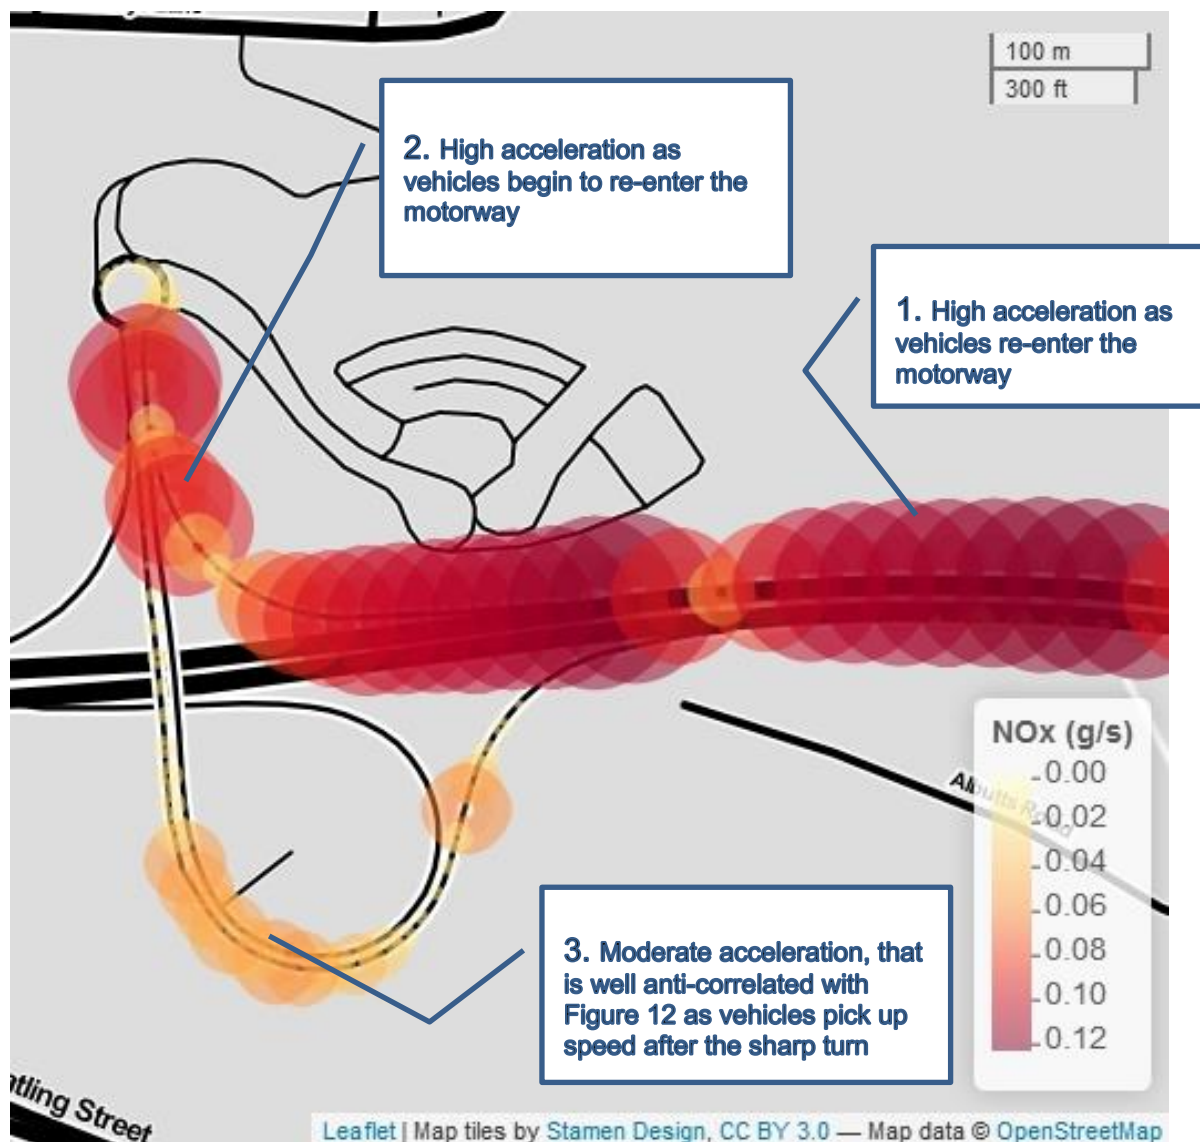 100 m
300 ft
2. High acceleration as
vehicles begin to re-enter the
motorway
1. High acceleration as
vehicles re-enter the
motorway
NOx (g/s)
0.00
0.02
0.04
0.06
0.08
0.10
0.12
Albutts Road
3. Moderate acceleration, that
is well anti-correlated with
Figure 12 as vehicles pick up
speed after the sharp turn
atling Street
Leaflet | Map tiles by Stamen Design, CC BY 3.0 — Map data © OpenStreetMap